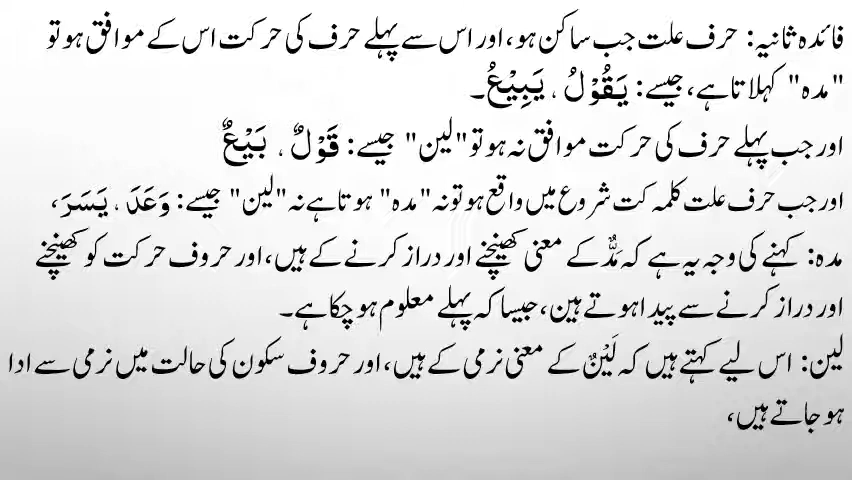 فائدہ ثانیہ: حرف علت جب ساکن ہو، اور اس سے پہلے حرف کی حرکت اس کے موافق ہو تو
"مدہ" کہلاتا ہے، جیسے: يَقُوْلُ ، يَبِيْعُ۔
اور جب پہلے حرف کی حرکت موافق نہ ہو تو "لین" جیسے: قَوْلٌ ، بَيْعٌ
اور جب حرف علت کلمہ کت شروع میں واقع ہو تو نہ "مدہ" ہوتا ہے نہ "لین" جیسے: وَعَدَ ، يَسَرَ،
مدہ: کہنے کی وجہ یہ ہے کہ مَدٌّ کے معنی کھینچنے اور دراز کرنے کے ہیں، اور حروف حرکت کو کھینچنے
اور دراز کرنے سے پیدا ہوتے ہین، جیسا کہ پہلے معلوم ہو چکا ہے۔
لین: اس لیے کہتے ہیں کہ لَيْنٌ کے معنی نرمی کے ہیں، اور حروف سکون کی حالت میں نرمی سے ادا
ہو جاتے ہیں،